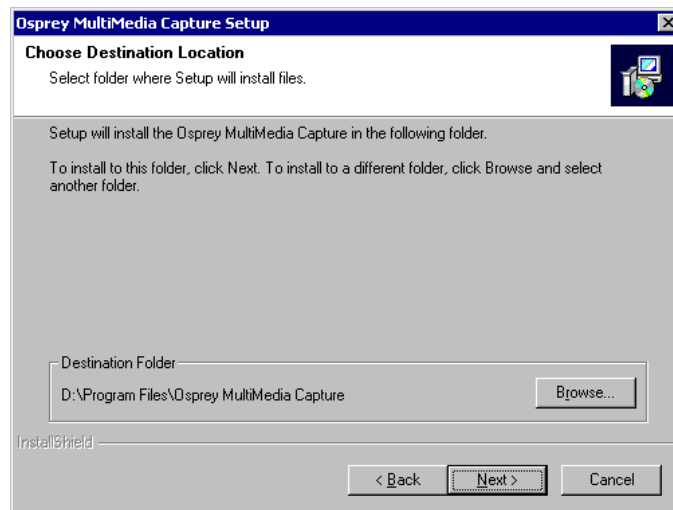 Osprey MultiMedia Capture Setup
Choose Destination Location
Select folder where Setup will install files.
Setup will install the Osprey MultiMedia Capture in the following folder.
To install to this folder, click Next. To install to a different folder, click Browse and select
another folder.
Destination Folder
D:\Program Files\Osprey MultiMedia Capture
Browse...
InstallShield
< Back
Next >
Cancel